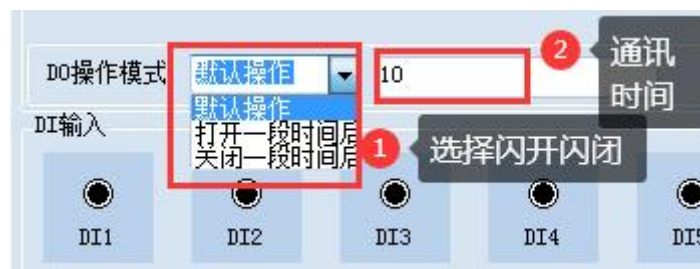 DO操作模式 默认操作 10
2 通讯时间
默认操作
打开一段时间后
关闭一段时间后
1 选择闪开闪闭
DI输入
DI1 DI2 DI3 DI4